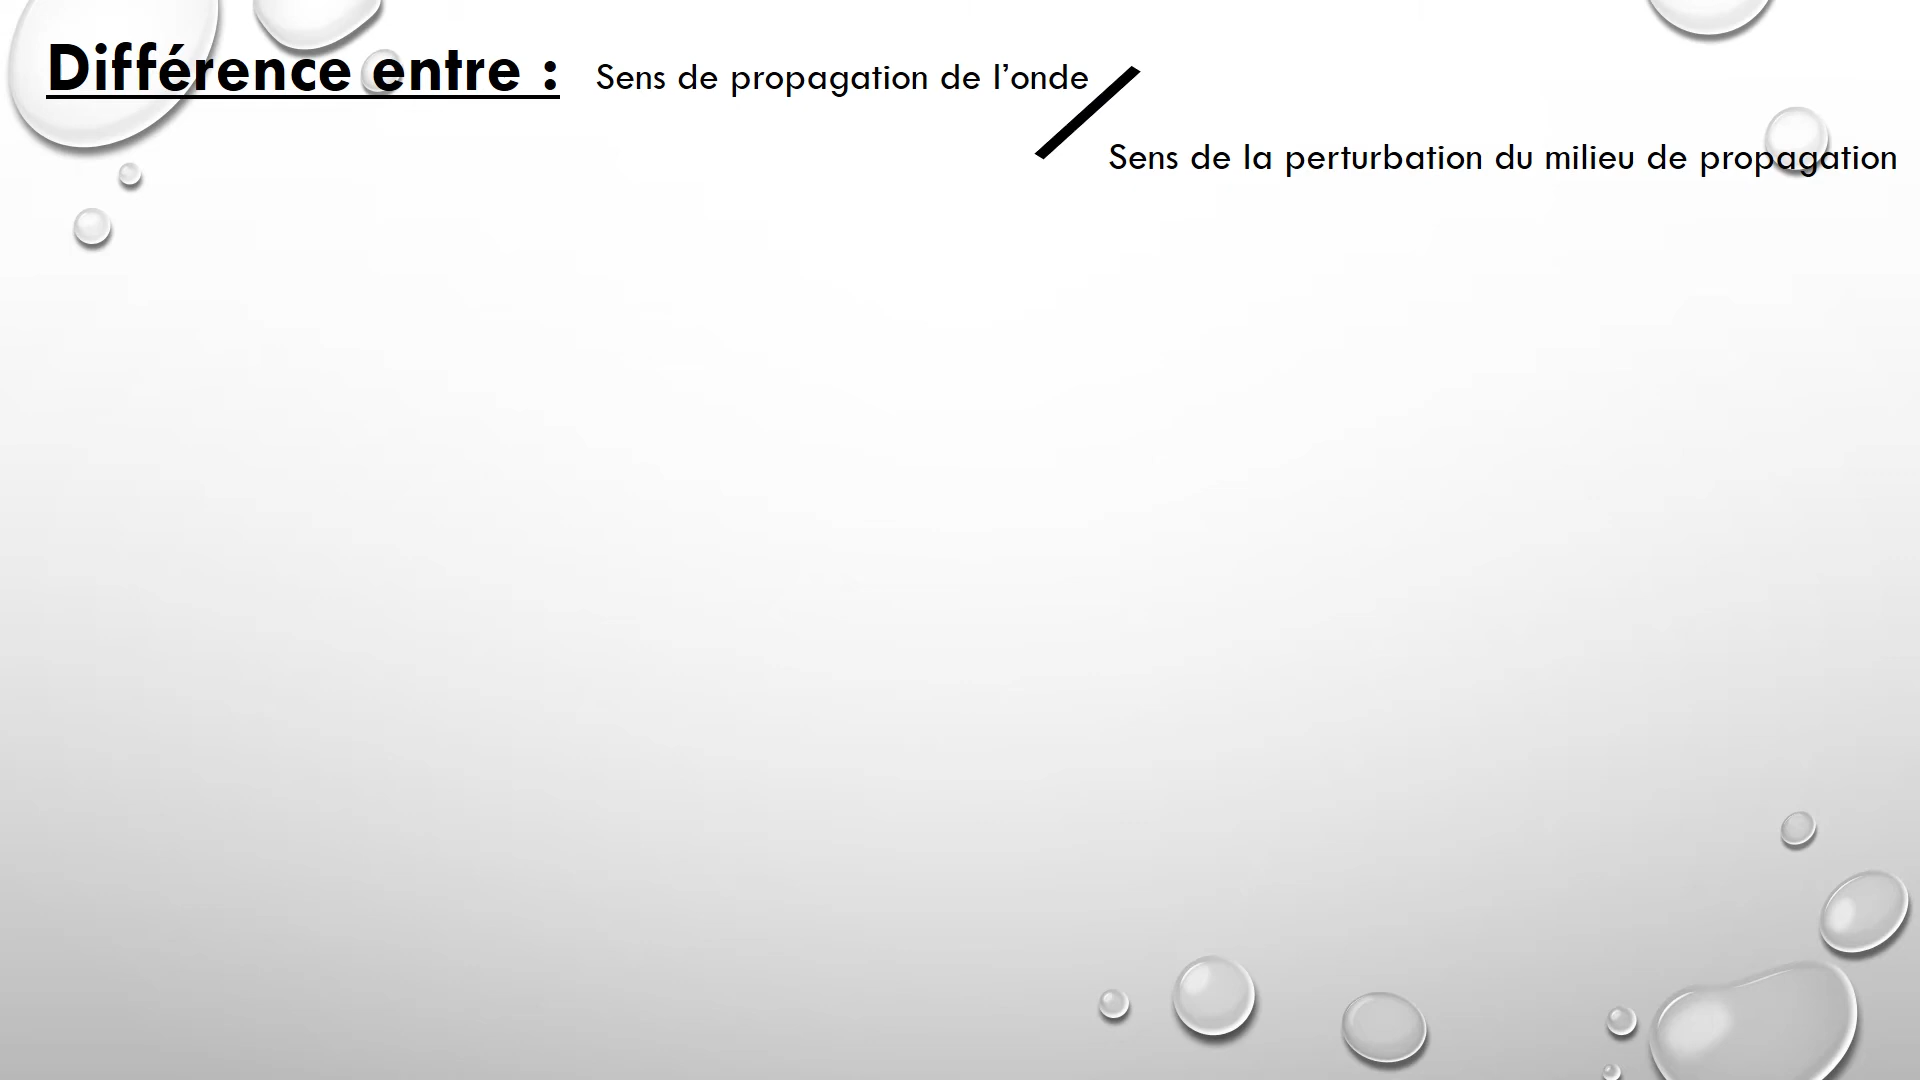 Différence entre : Sens de propagation de l’onde
Sens de la perturbation du milieu de propagation